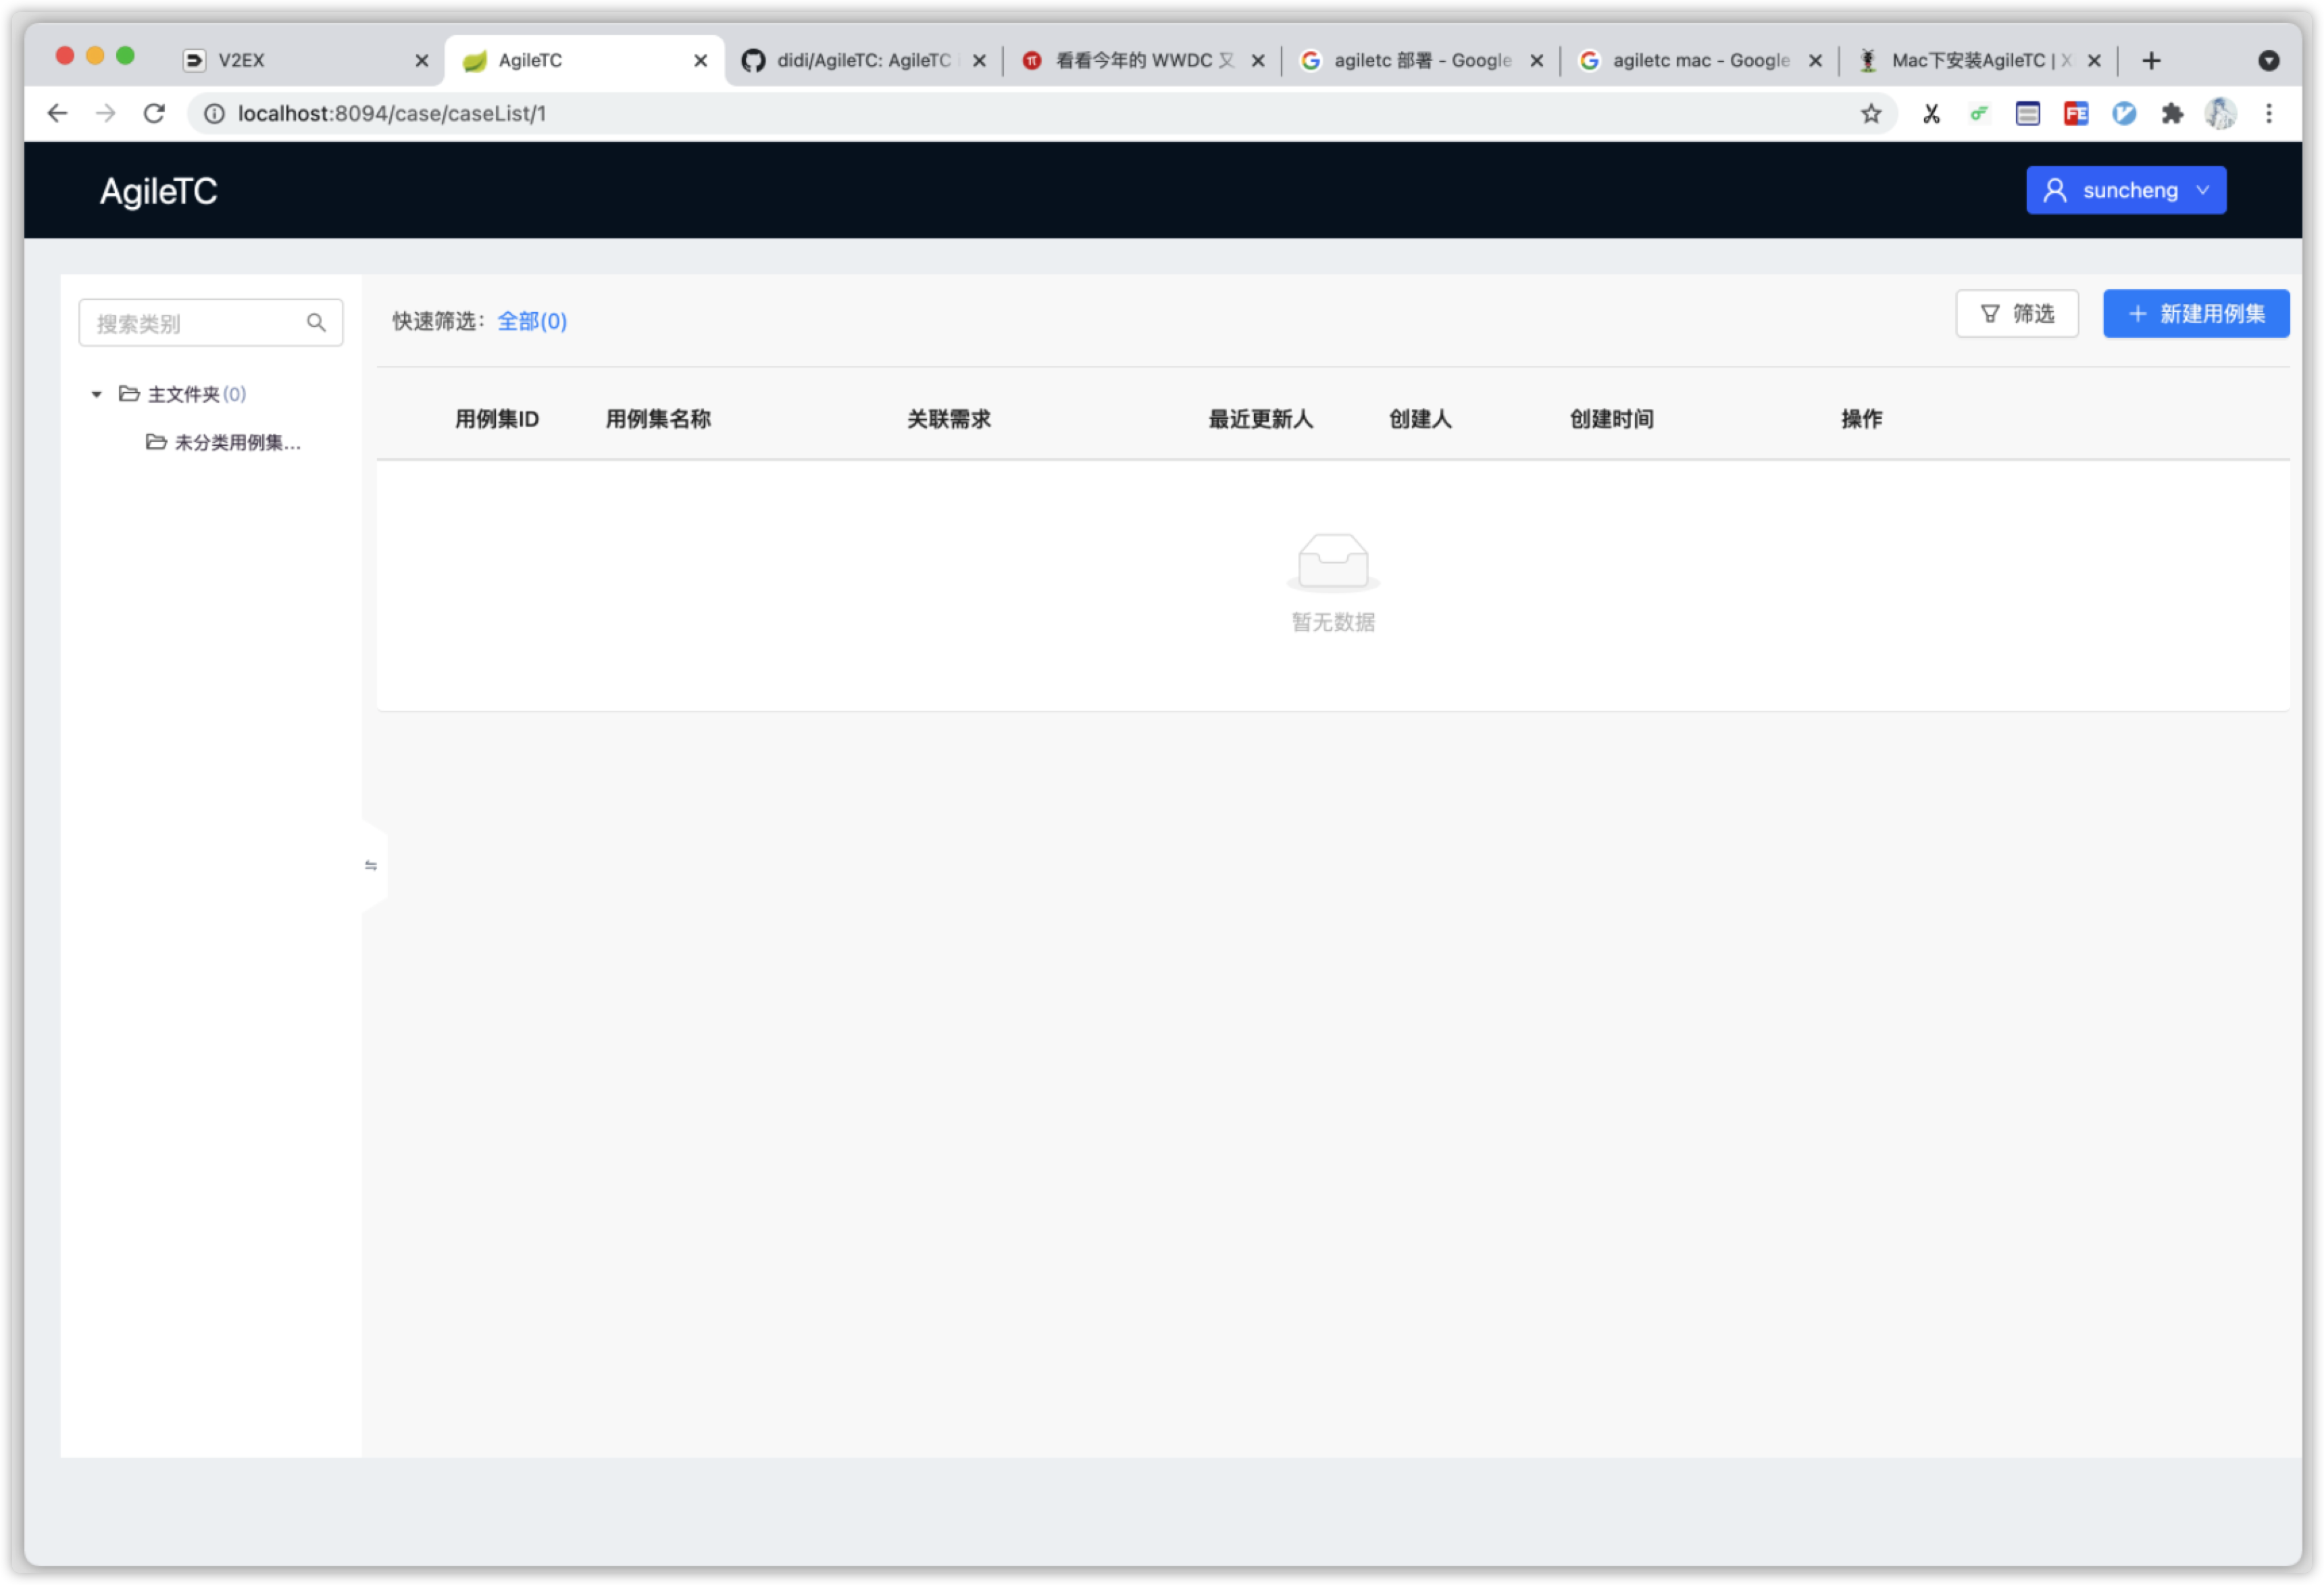 V2EX
AgileTC
didi/AgileTC: AgileTC
看看今年的 WWDC 又
agiletc 部署 - Google
agiletc mac - Google
Mac下安装AgileTC | X
localhost:8094/case/caseList/1
FE
AgileTC
suncheng
搜索类别
快速筛选: 全部(0)
筛选
新建用例集
主文件夹(0)
未分类用例集...
用例集ID 用例集名称 关联需求 最近更新人 创建人 创建时间 操作
暂无数据